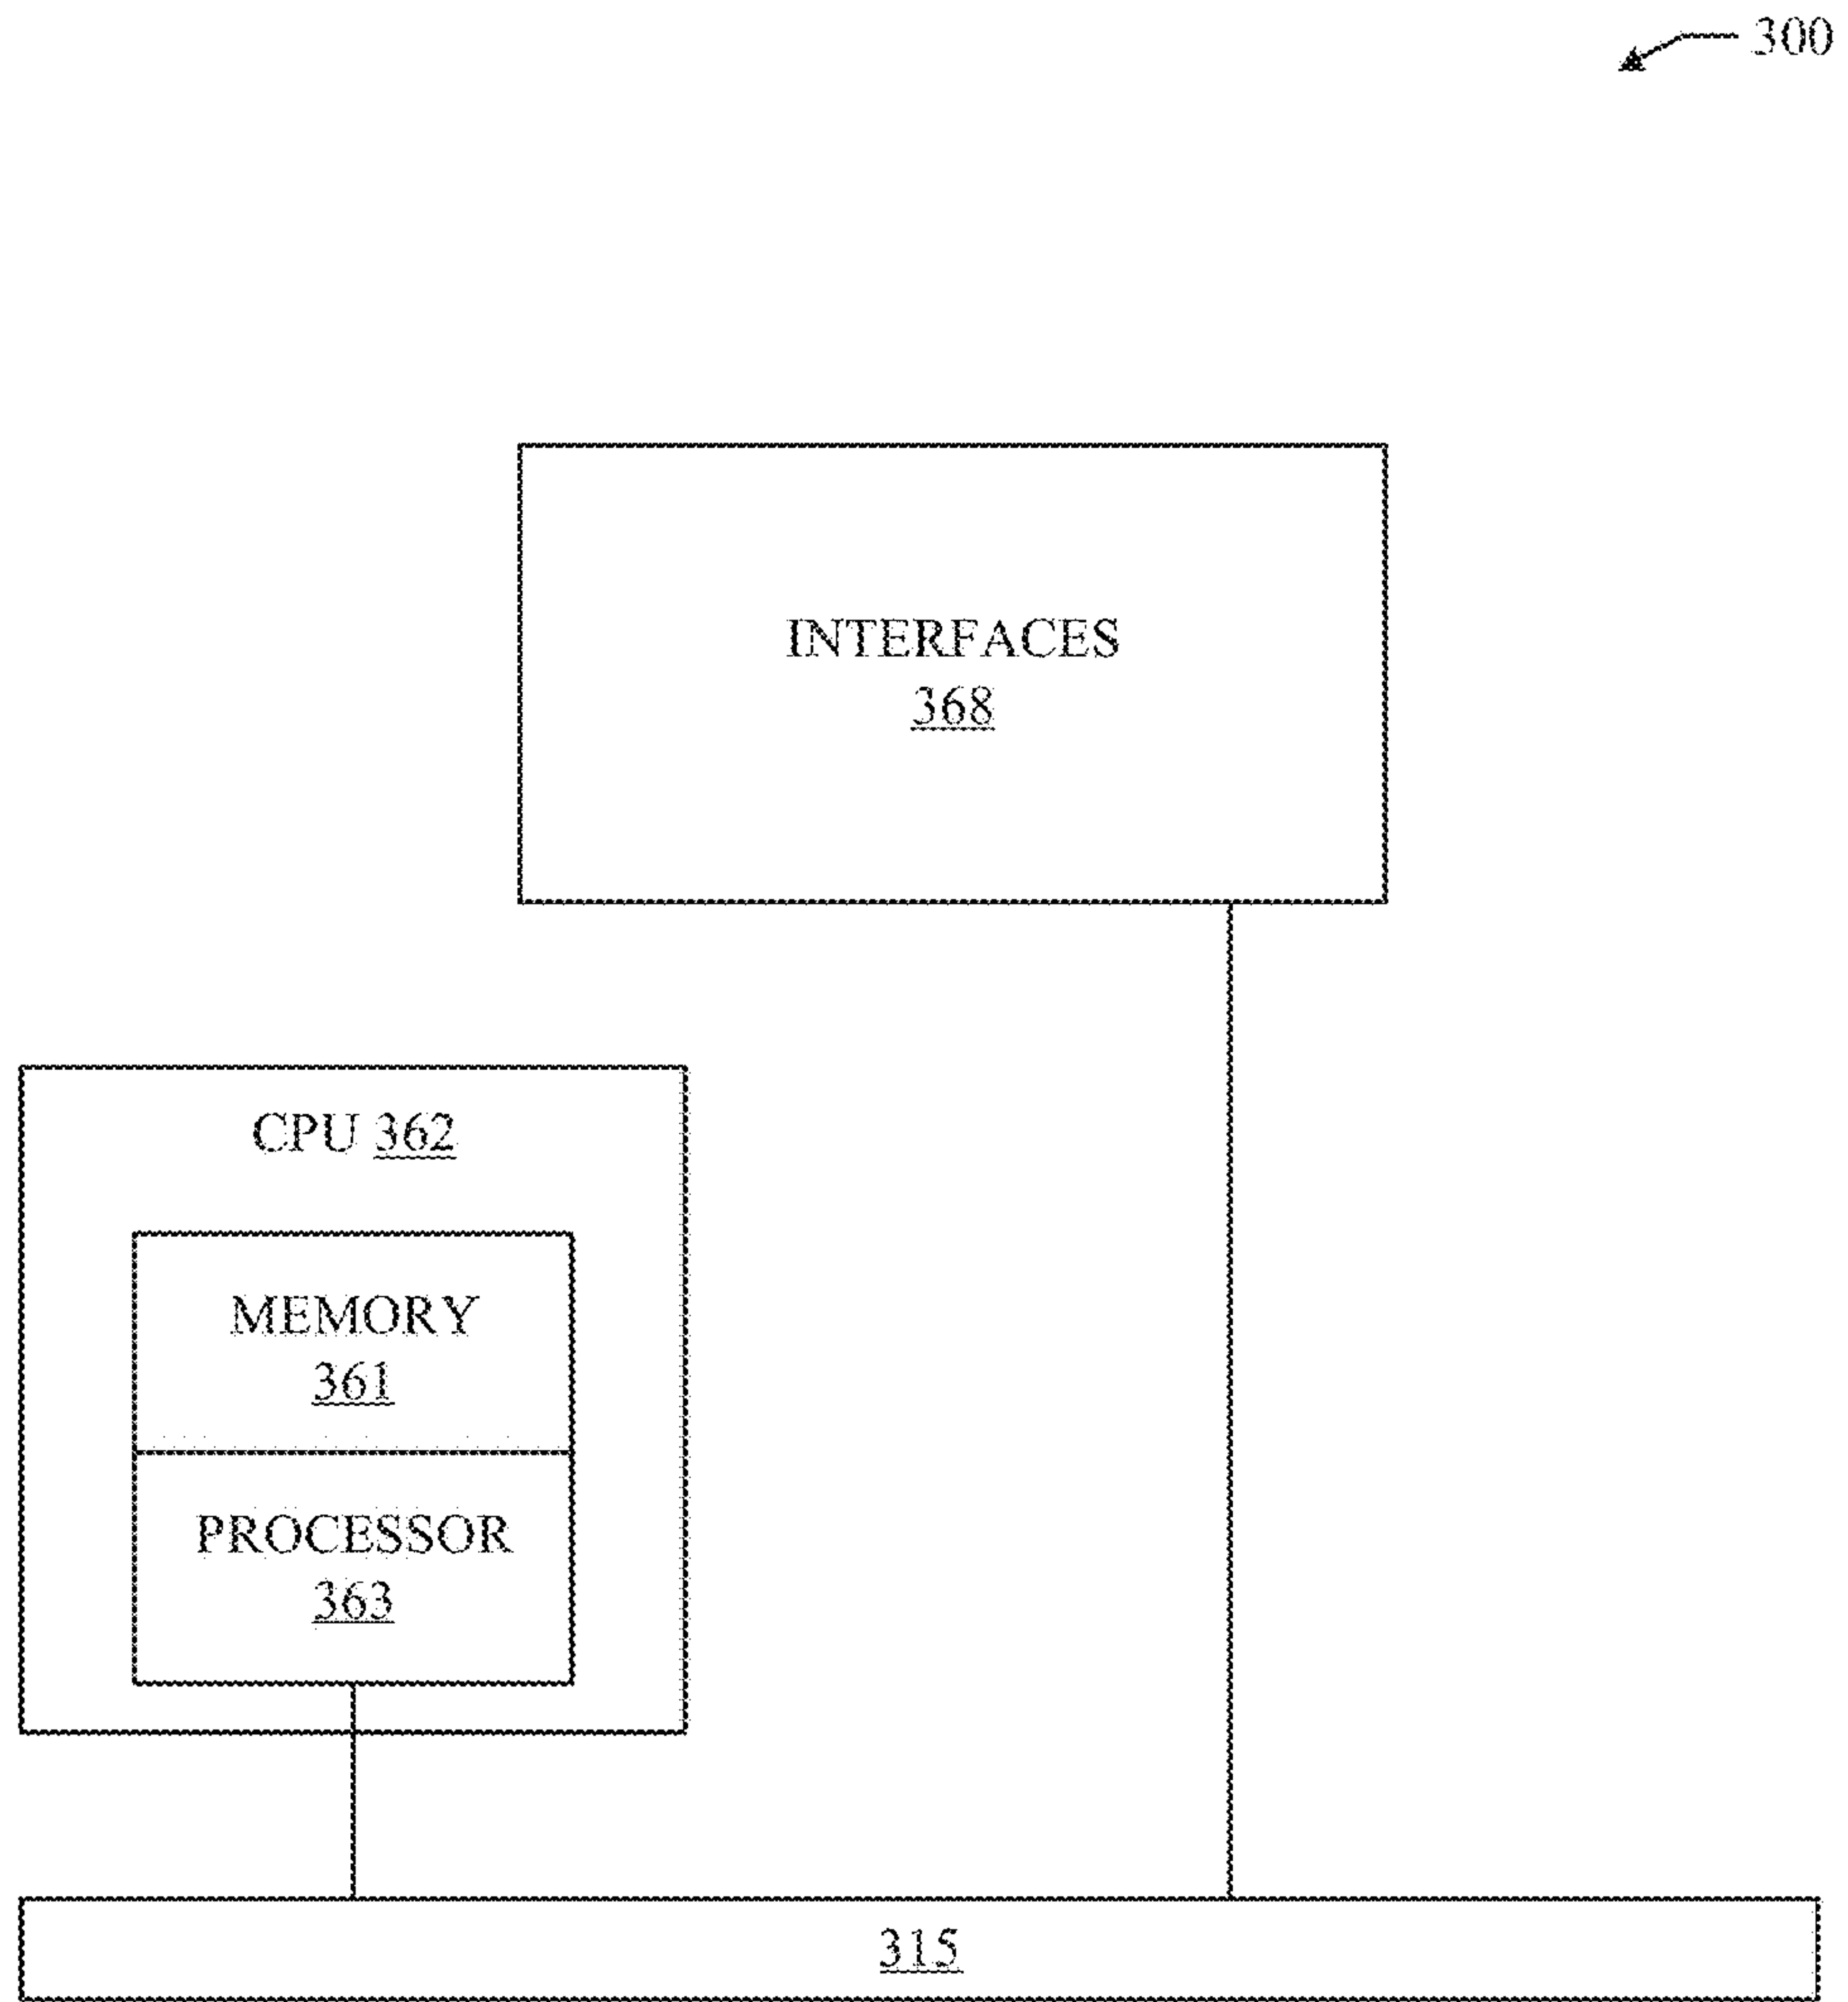 300
INTERFACES
368
CPU 362
MEMORY
361
PROCESSOR
363
315